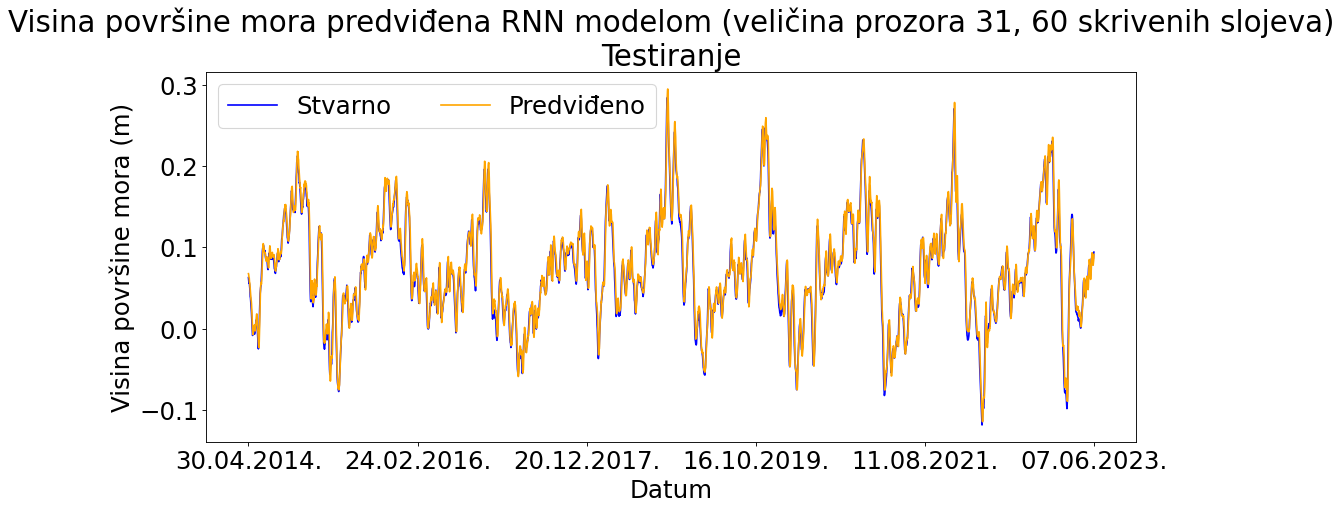 Visina površine mora predviđena RNN modelom (veličina prozora 31, 60 skrivenih slojeva)
Testiranje
Stvarno Predviđeno
Visina površine mora (m)
0.3
0.2
0.1
0.0
−0.1
30.04.2014. 24.02.2016. 20.12.2017. 16.10.2019. 11.08.2021. 07.06.2023.
Datum